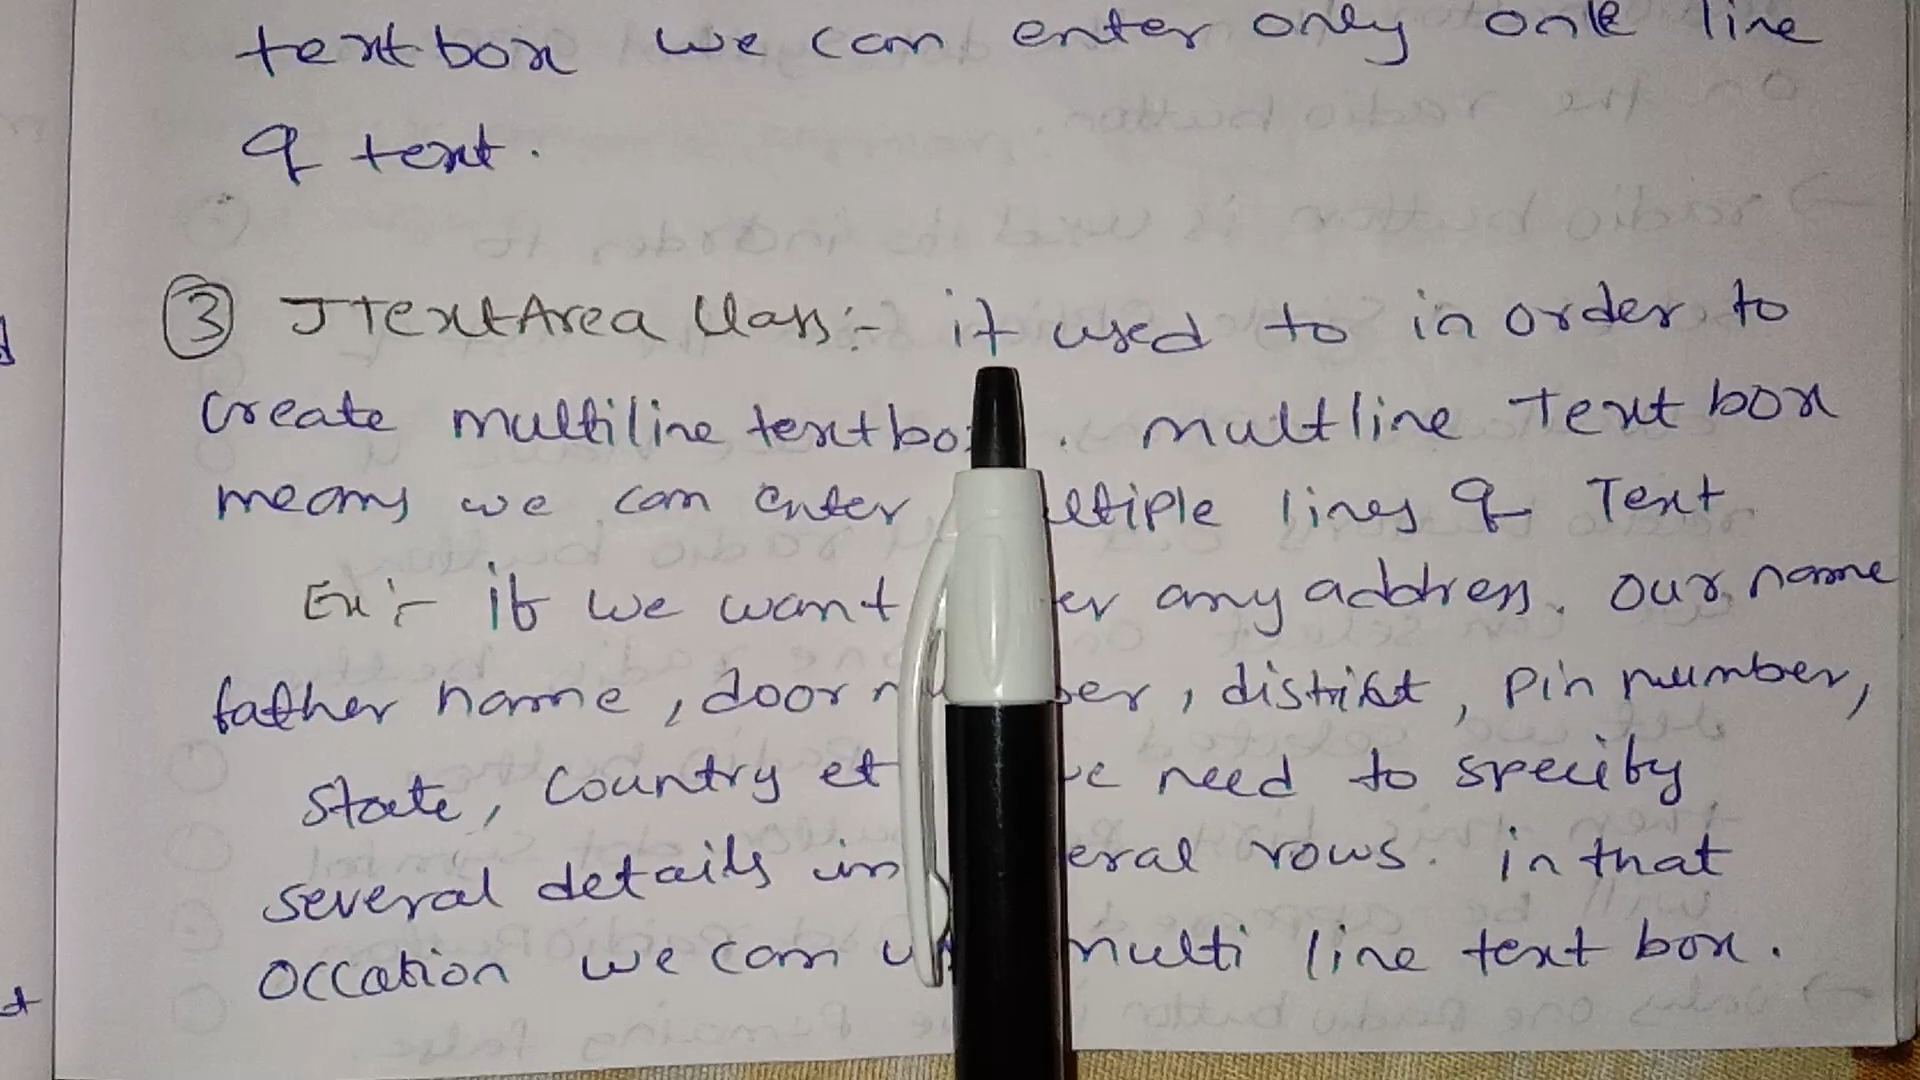 textbox we can enter only one line
of text.
③ JTextArea Class:- it used to in order to
create multiline textbo . multline Text box
means we can enter ltiple lines of Text
Ex:- if we want er any address. our name
father name, door n ber, district, pin number,
state, country et e need to specify
several details in eral rows. in that
occation we can u multi line text box.